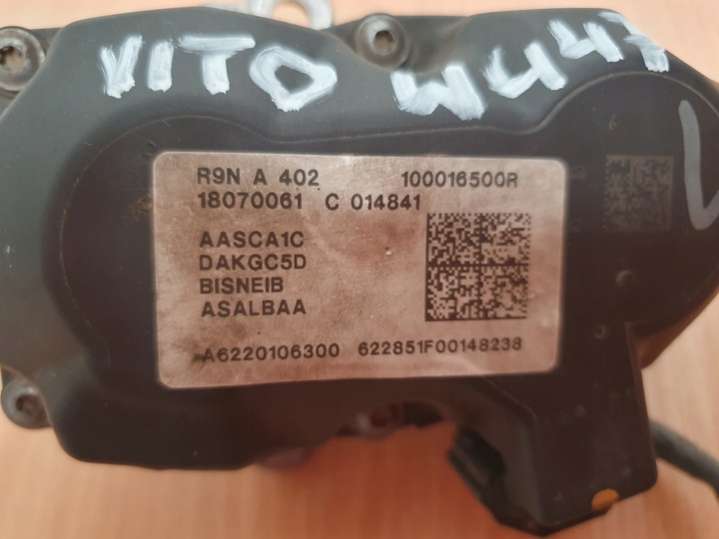 VITO W447
R9N A 402 100016500R
18070061 C 014841
AASCA1C
DAKGC5D
BISNEIB
ASALBAA
A6220106300 622851F00148238